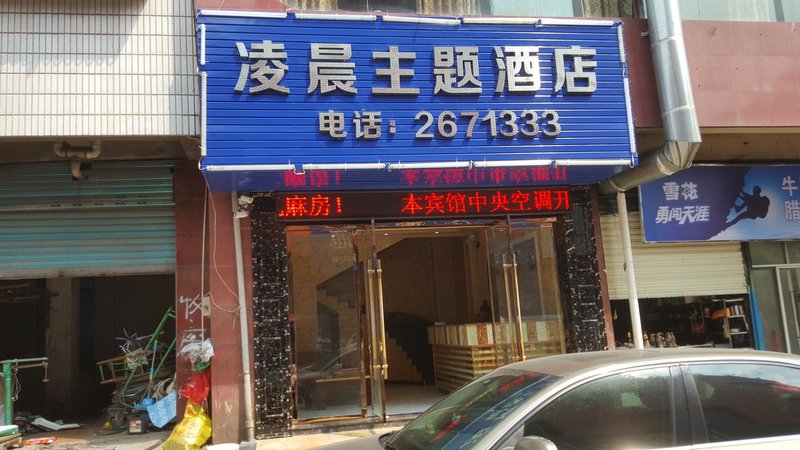 凌晨主题酒店
电话：2671333
麻房！ 本宾馆中央空调开
雪花
勇闯天涯
牛
腊